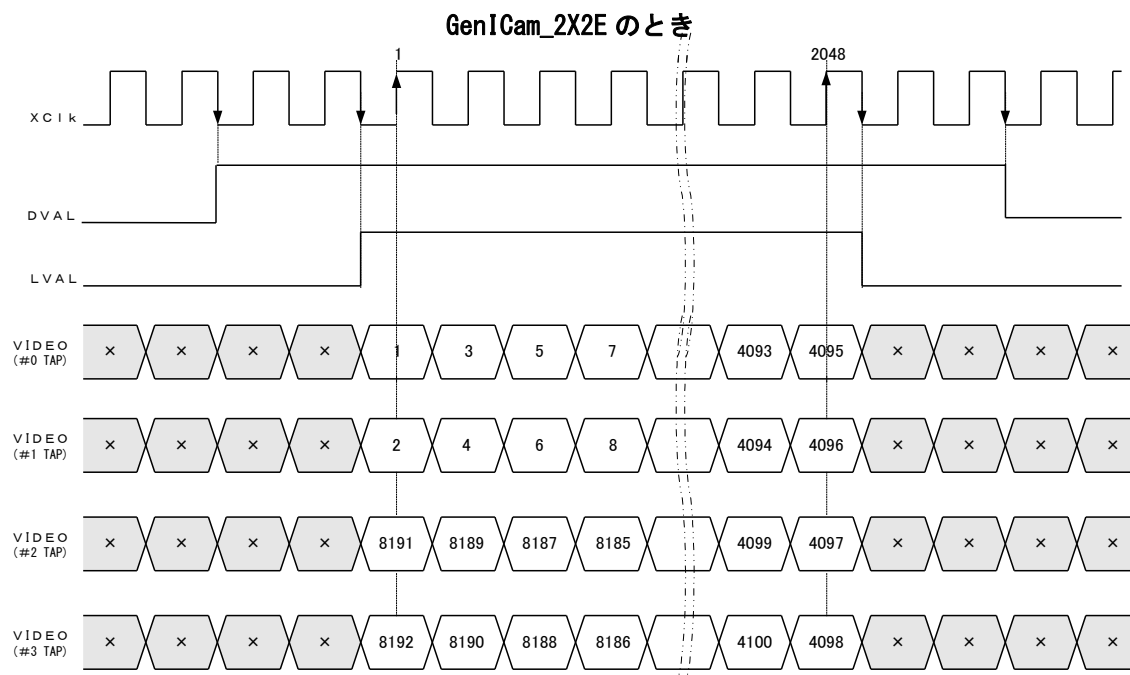 GenICam_2X2E のとき
1 2048
XClk
DVAL
LVAL
VIDEO
(#0 TAP)
× × × × 1 3 5 7 4093 4095 × × × ×
VIDEO
(#1 TAP)
× × × × 2 4 6 8 4094 4096 × × × ×
VIDEO
(#2 TAP)
× × × × 8191 8189 8187 8185 4099 4097 × × × ×
VIDEO
(#3 TAP)
× × × × 8192 8190 8188 8186 4100 4098 × × × ×